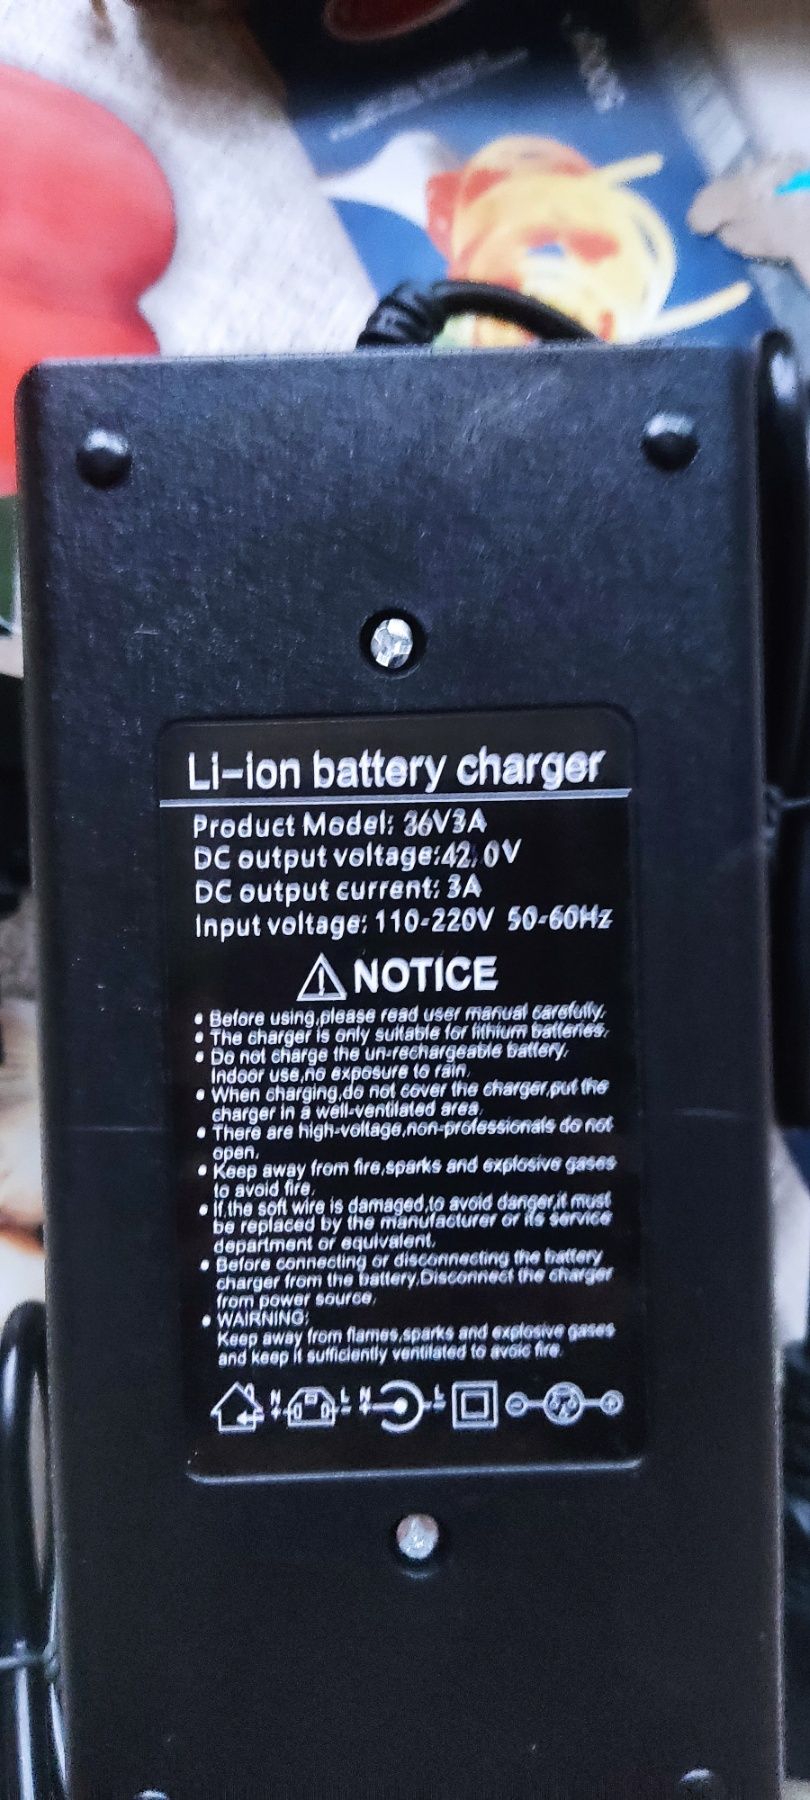 Li-ion battery charger
Product Model: 36V3A
DC output voltage:42.0V
DC output current: 3A
Input voltage: 110-220V 50-60Hz
⚠ NOTICE
• Before using,please read user manual carefully.
• The charger is only suitable for lithium batteries.
• Do not charge the un-rechargeable battery.
Indoor use,no exposure to rain.
• When charging,do not cover the charger,put the
charger in a well-ventilated area.
• There are high-voltage,non-professionals do not
open.
• Keep away from fire,sparks and explosive gases
to avoid fire.
• If,the soft wire is damaged,to avoid danger,it must
be replaced by the manufacturer or its service
department or equivalent.
• Before connecting or disconnecting the battery
charger from the battery.Disconnect the charger
from power source.
• WAIRNING:
Keep away from flames,sparks and explosive gases
and keep it sufficiently ventilated to avoic fire.
N + L - N + L -